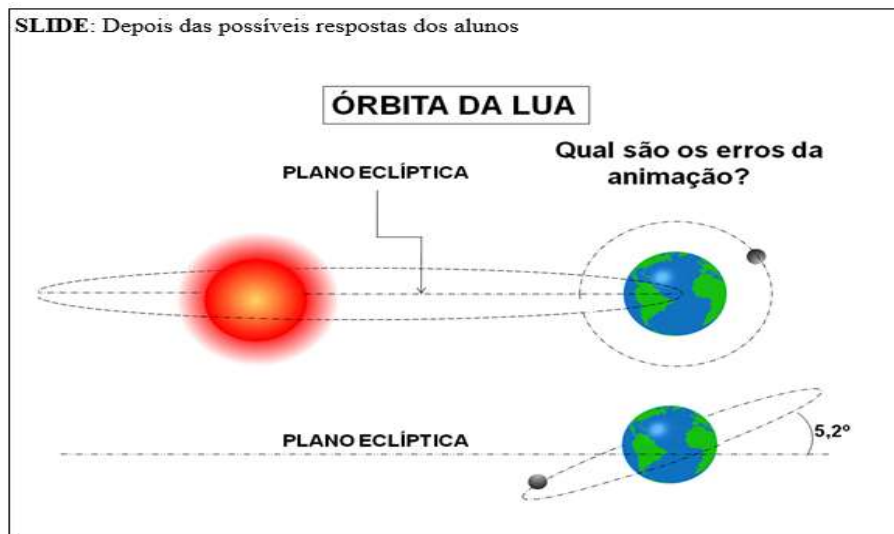 SLIDE: Depois das possíveis respostas dos alunos
ÓRBITA DA LUA
Qual são os erros da
animação?
PLANO ECLÍPTICA
PLANO ECLÍPTICA
5,2º